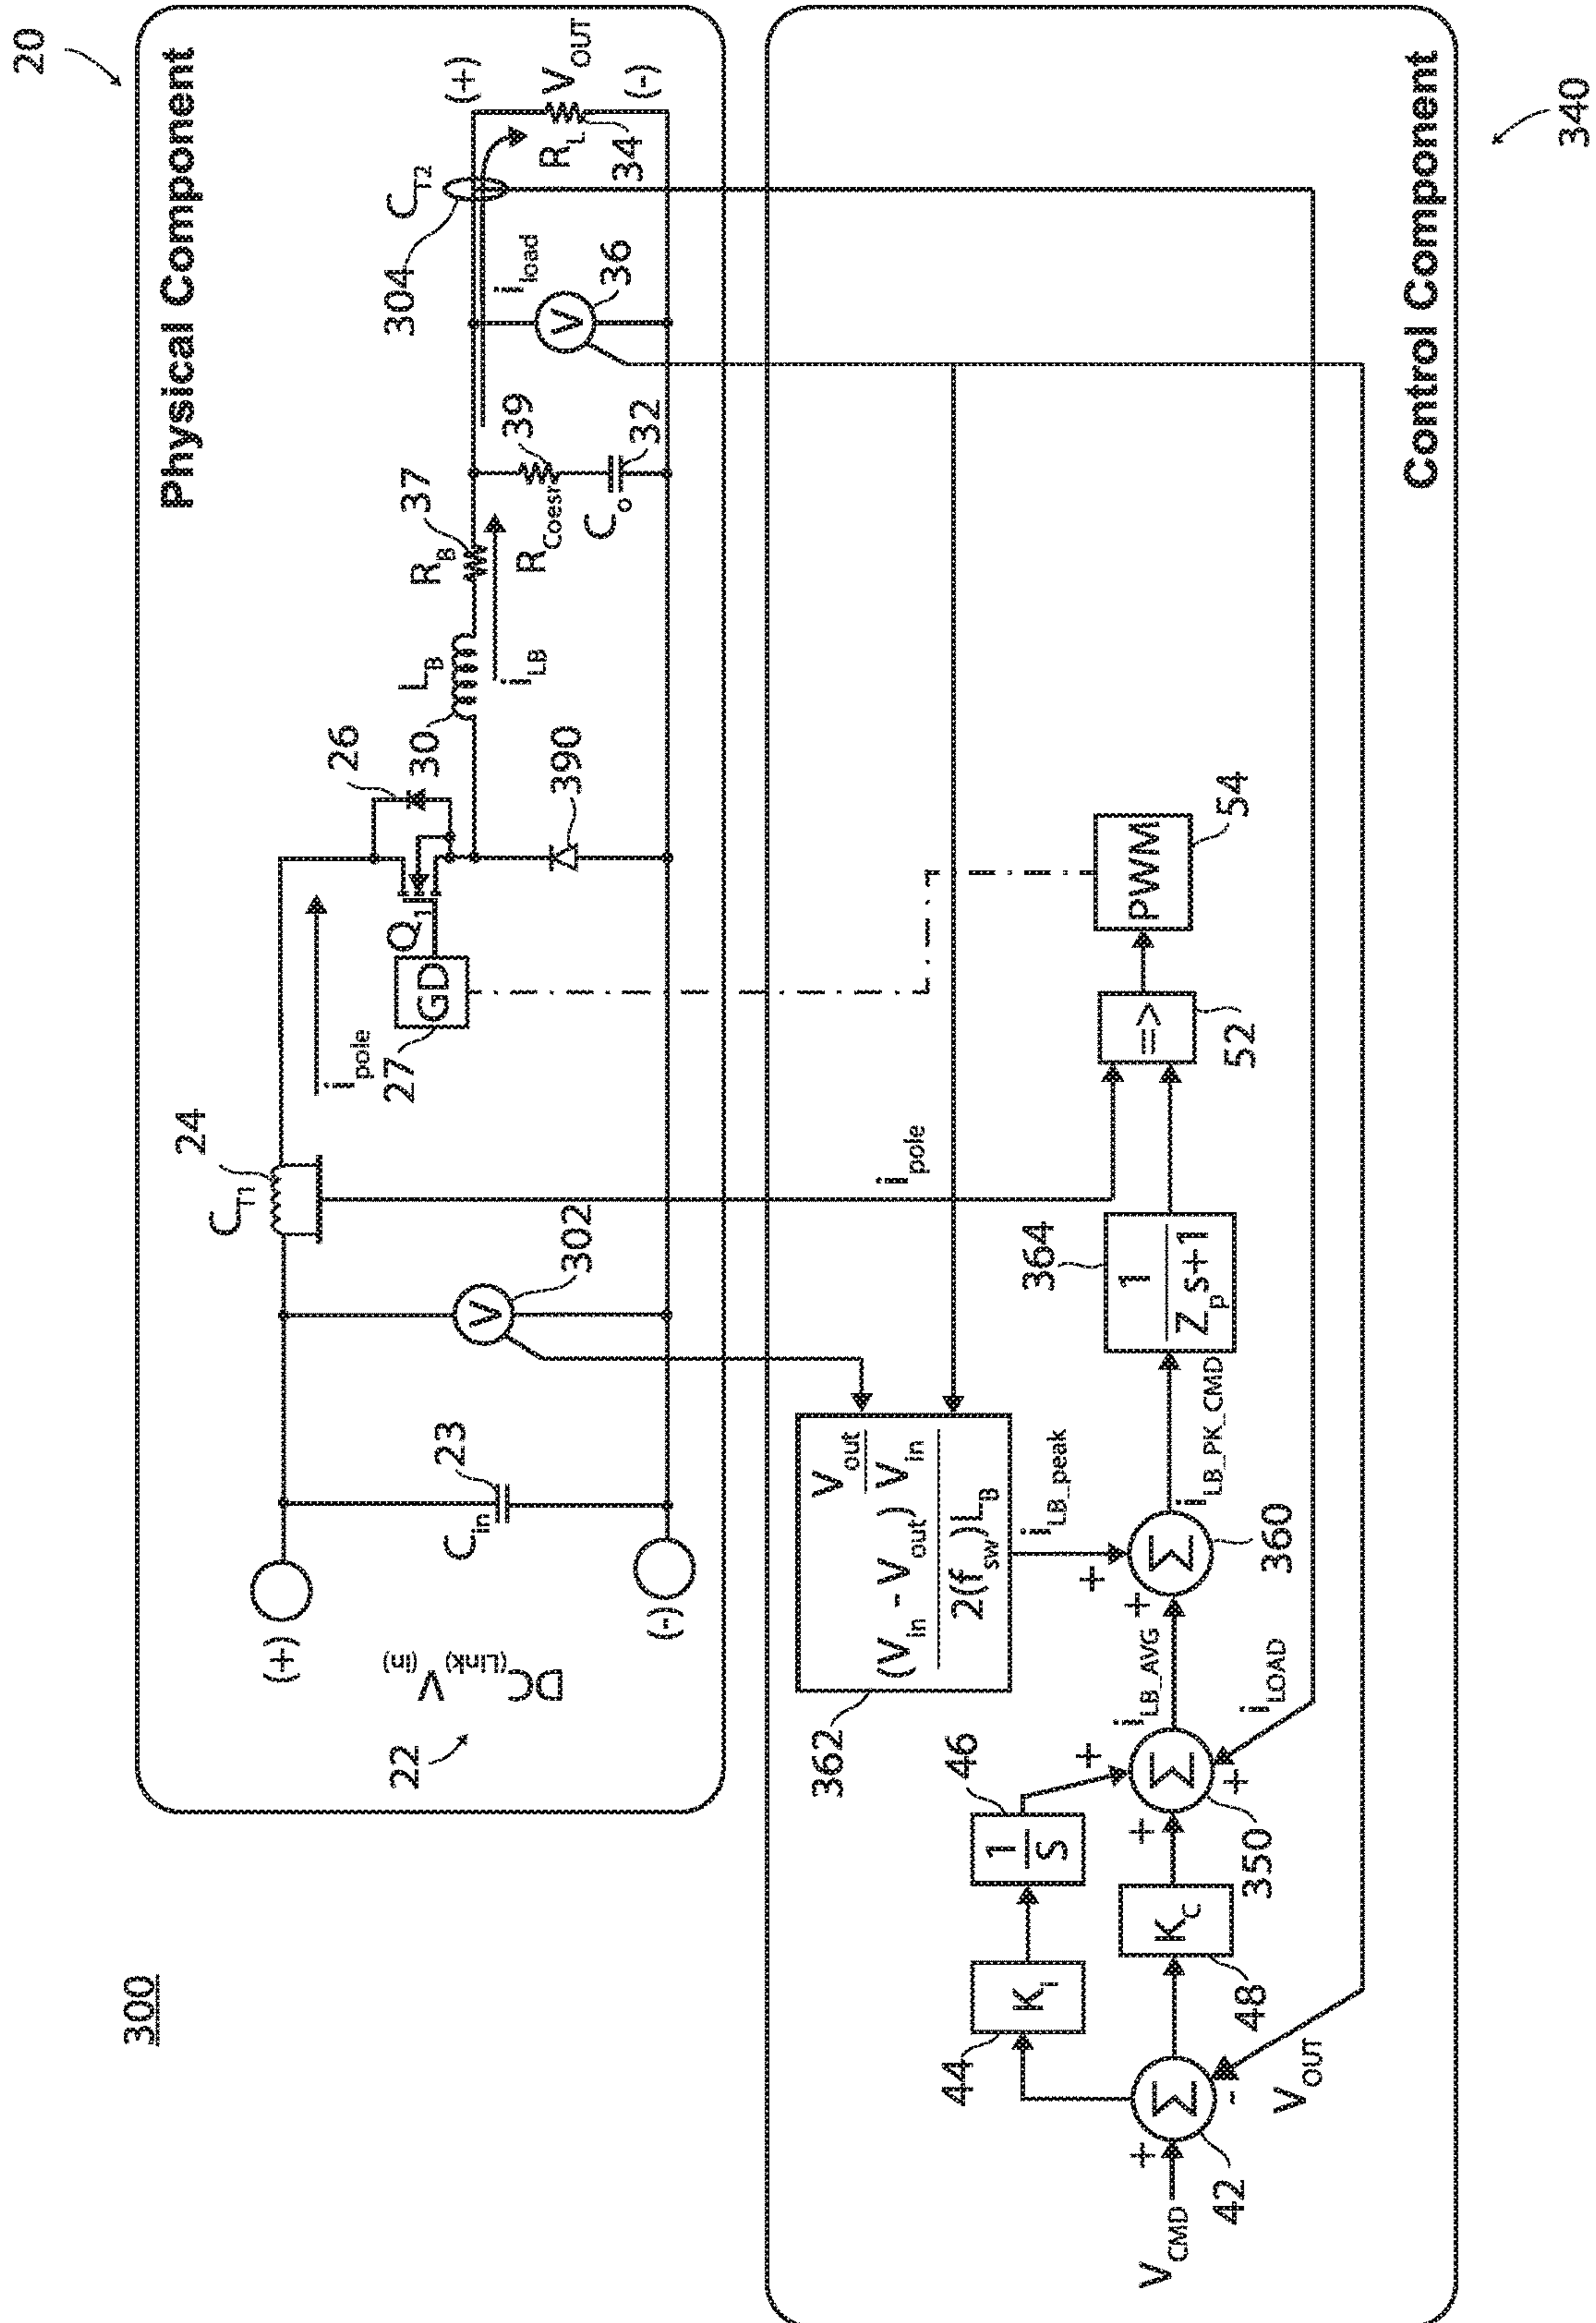 300
20
Physical Component
22
DC(Link)V(in)
(+)
(-)
Cin
23
V
302
CT1
24
ipole
27
GD
Q1
26
390
30
LB
iLB
RB
37
RCoesr
39
Co
32
iload
V
36
304
CT2
RL
34
(+)
VOUT
(-)
340
Control Component
VCMD
+
Σ
42
-
VOUT
44
Ki
46
1
S
48
KC
+
+
+
Σ
350
iLOAD
iLB_AVG
362
(Vin - Vout) Vout
Vin
2(fsw)LB
iLB_peak
+
+
Σ
360
iLB_PK_CMD
364
1
Zps+1
ipole
=>
52
PWM
54